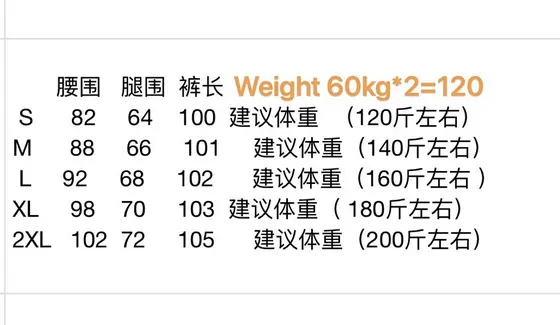 腰围 腿围 裤长 Weight 60kg*2=120
S 82 64 100 建议体重 （120斤左右）
M 88 66 101 建议体重（140斤左右）
L 92 68 102 建议体重（160斤左右 ）
XL 98 70 103 建议体重（ 180斤左右）
2XL 102 72 105 建议体重（200斤左右）